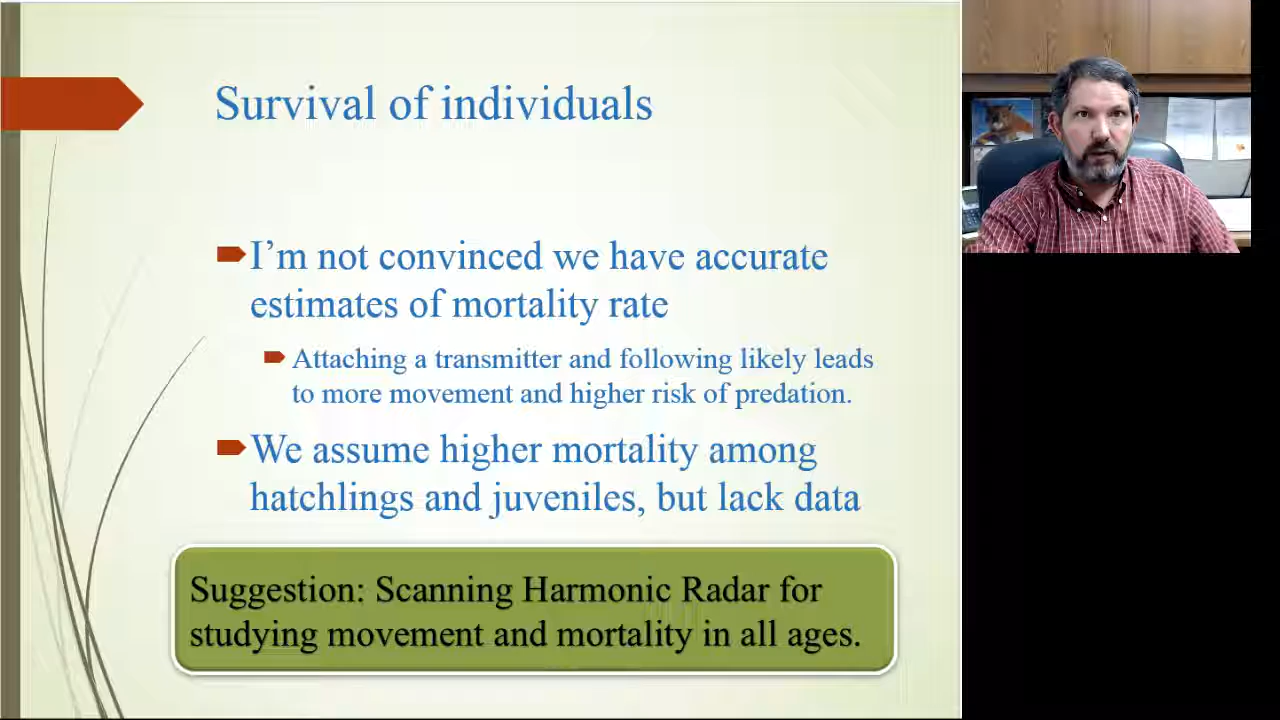 Survival of individuals
I’m not convinced we have accurate
estimates of mortality rate
Attaching a transmitter and following likely leads
to more movement and higher risk of predation.
We assume higher mortality among
hatchlings and juveniles, but lack data
Suggestion: Scanning Harmonic Radar for
studying movement and mortality in all ages.